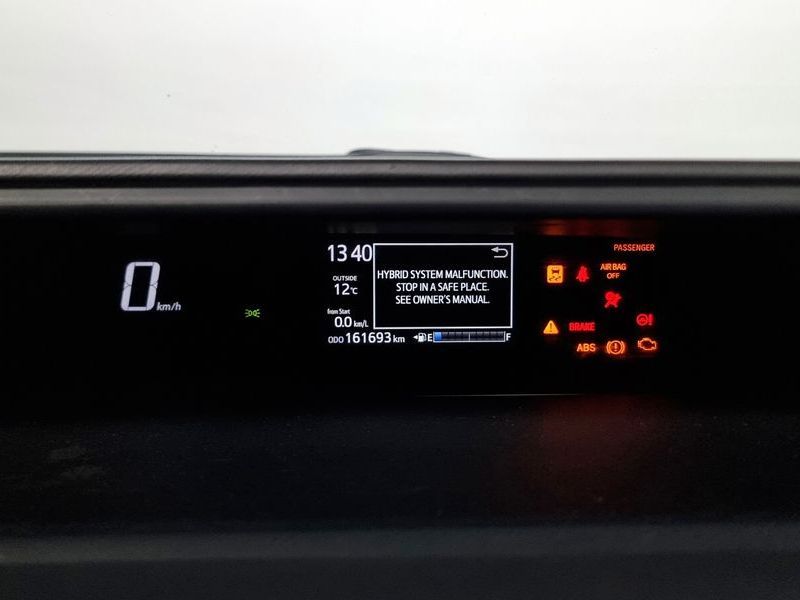 0 km/h
13 40
OUTSIDE
12°C
from Start
0.0 km/L
ODO 161693 km
HYBRID SYSTEM MALFUNCTION.
STOP IN A SAFE PLACE.
SEE OWNER'S MANUAL.
E F
PASSENGER
AIR BAG
OFF
BRAKE
ABS